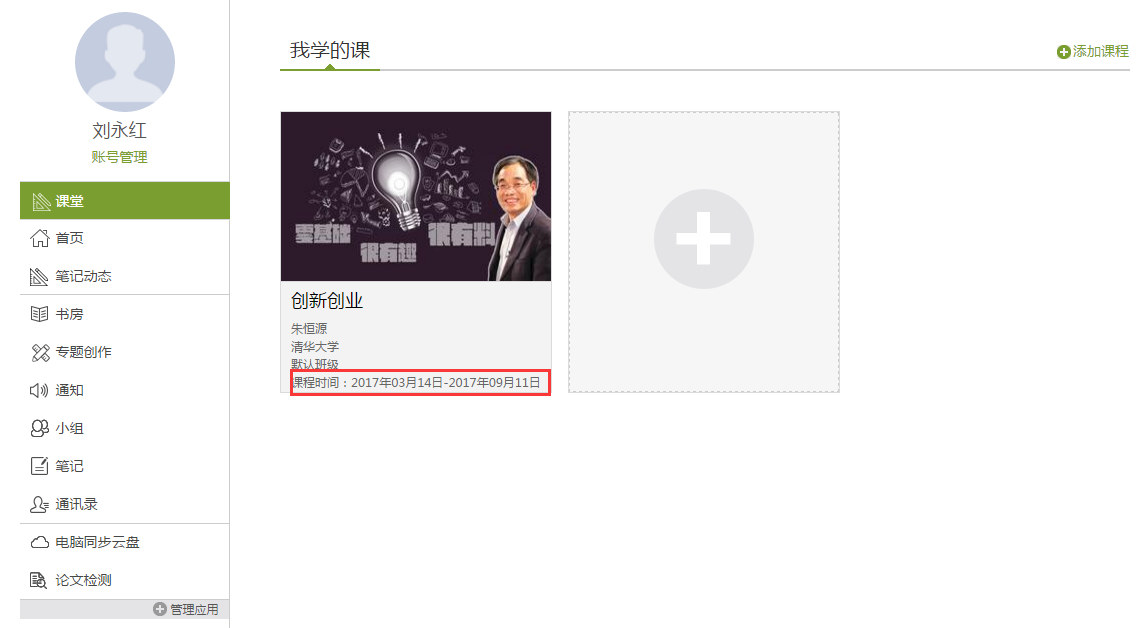 刘永红
账号管理
课堂
首页
笔记动态
书房
专题创作
通知
小组
笔记
通讯录
电脑同步云盘
论文检测
管理应用
我学的课
添加课程
零基础
很有趣
很有料
创新创业
朱恒源
清华大学
默认班级
课程时间：2017年03月14日-2017年09月11日